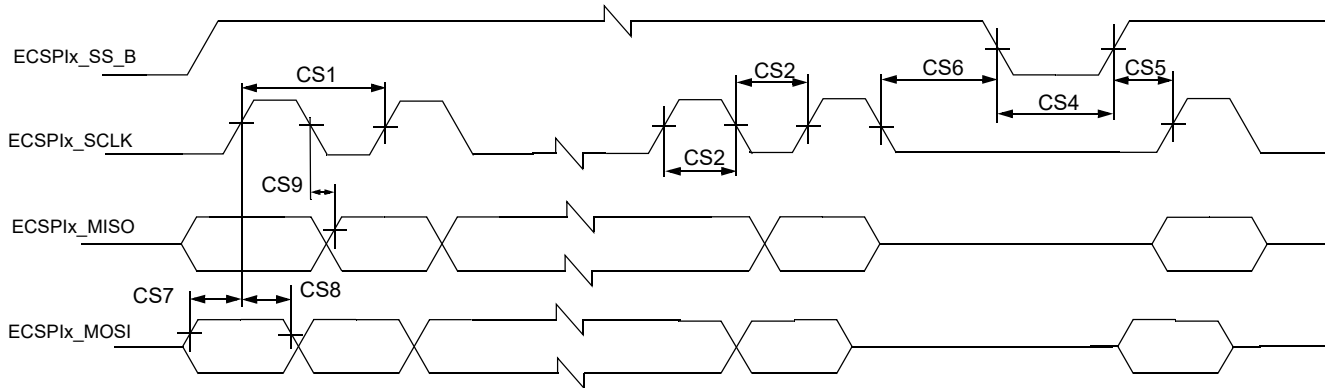 ECSPIx_SS_B
CS1
CS2
CS6
CS5
CS4
ECSPIx_SCLK
CS2
CS9
ECSPIx_MISO
CS7
CS8
ECSPIx_MOSI